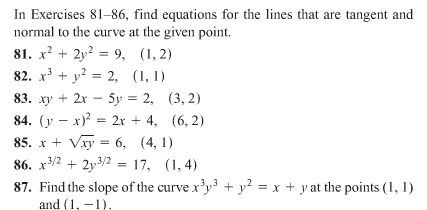 In Exercises 81–86, find equations for the lines that are tangent and
normal to the curve at the given point.
81. x² + 2y² = 9, (1, 2)
82. x³ + y² = 2, (1, 1)
83. xy + 2x − 5y = 2, (3, 2)
84. (y − x)² = 2x + 4, (6, 2)
85. x + √xy = 6, (4, 1)
86. x^3/2 + 2y^3/2 = 17, (1, 4)
87. Find the slope of the curve x³y³ + y² = x + y at the points (1, 1)
and (1, −1).